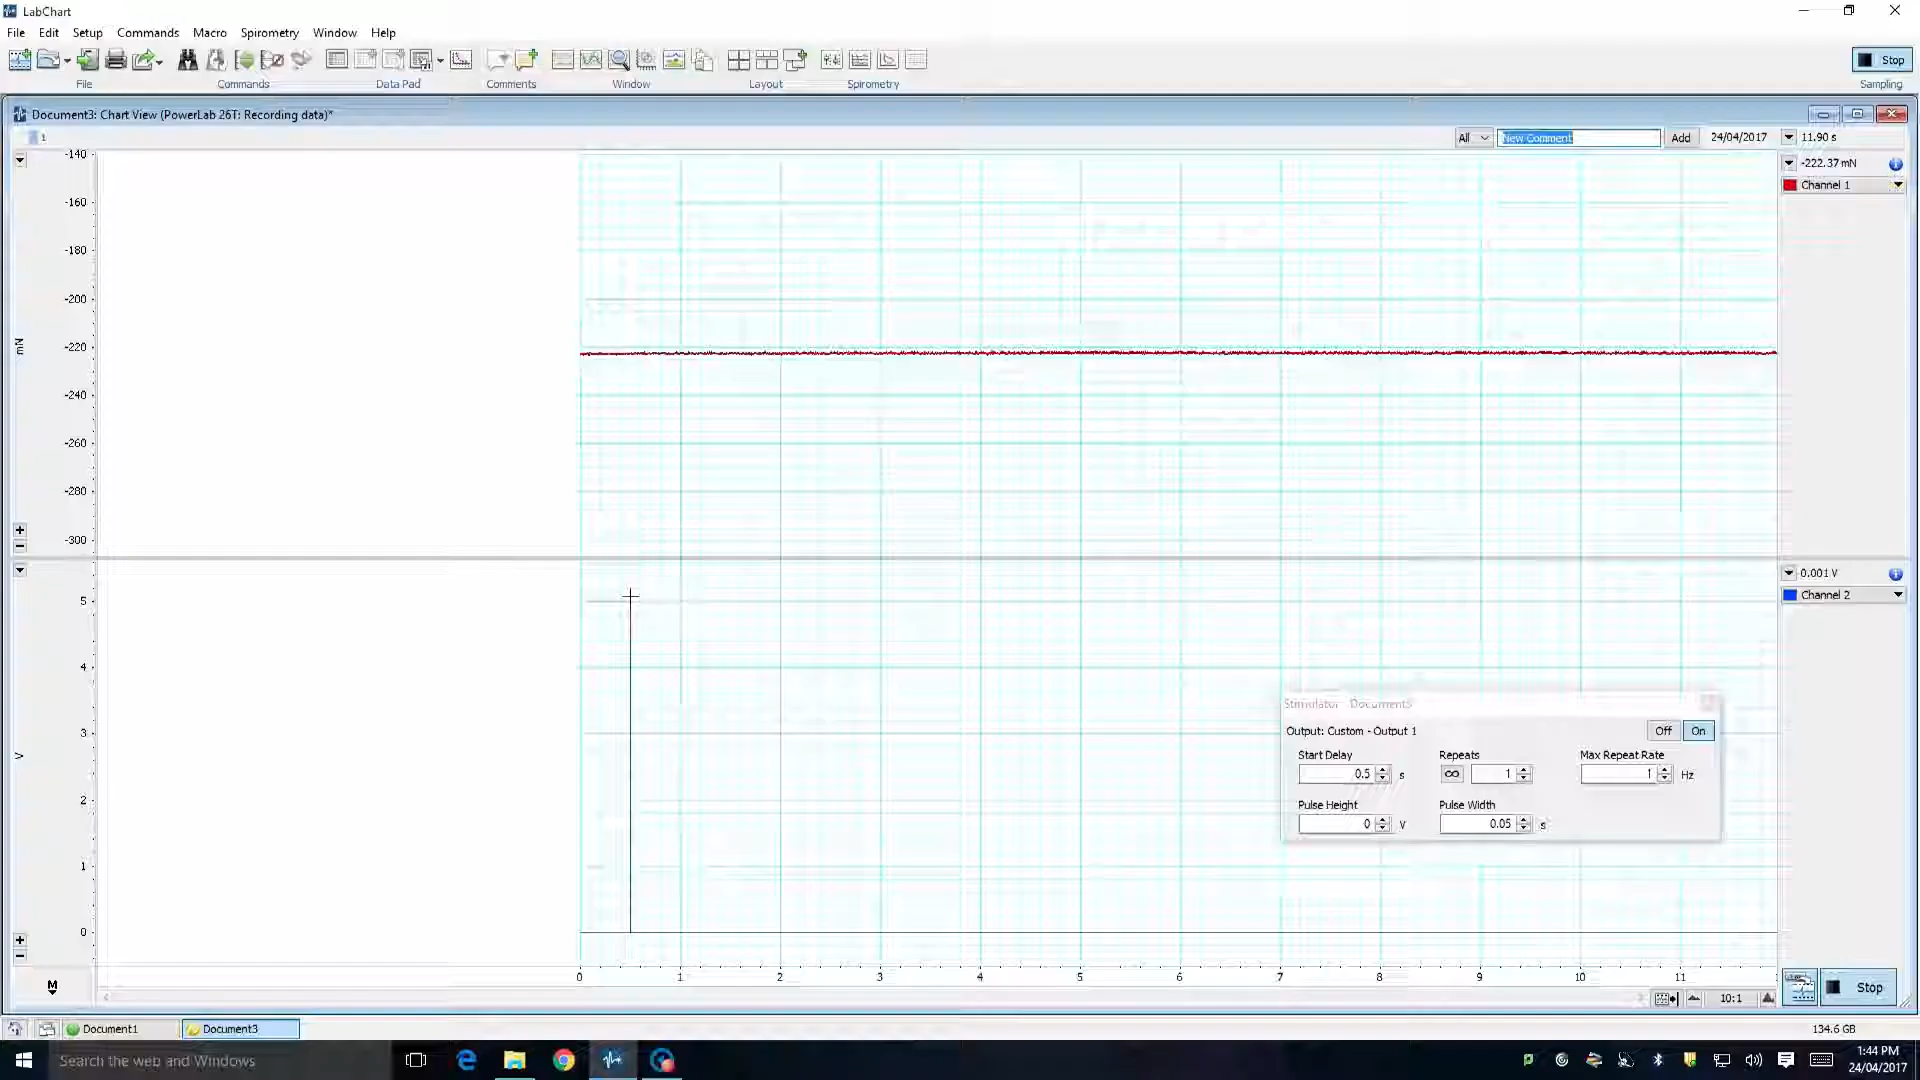 LabChart
File Edit Setup Commands Macro Spirometry Window Help
File Commands Data Pad Comments Window Layout Spirometry
Stop
Sampling
Document3: Chart View (PowerLab 26T: Recording data)*
1 All New Comment Add 24/04/2017 11.90 s
-222.37 mN
Channel 1
-140
-160
-180
-200
-220
mN
-240
-260
-280
-300
0.001 V
Channel 2
5
4
3
V
2
1
0
Stimulator - Document3
Output: Custom - Output 1 Off On
Start Delay Repeats Max Repeat Rate
0.5 s ∞ 1 1 Hz
Pulse Height Pulse Width
0 V 0.05 s
0 1 2 3 4 5 6 7 8 9 10 11
M
10:1
Stop
Document1 Document3 134.6 GB
Search the web and Windows
1:44 PM
24/04/2017